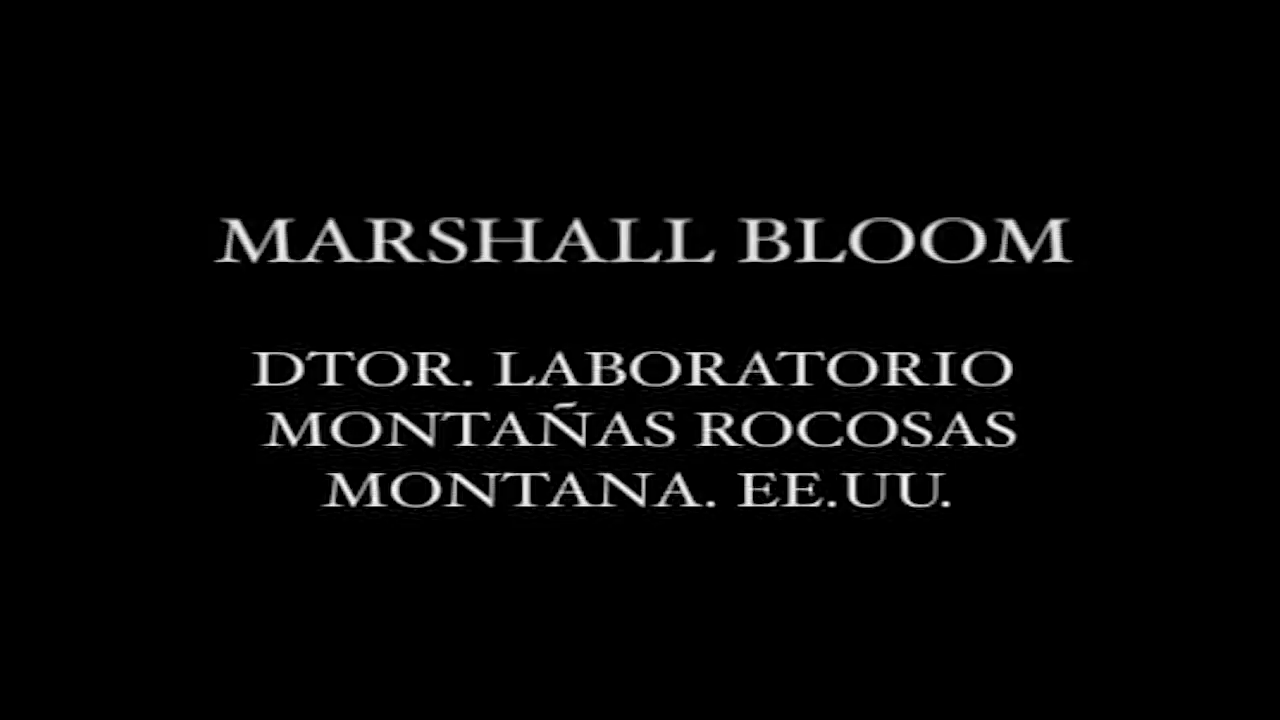 MARSHALL BLOOM
DTOR. LABORATORIO
MONTAÑAS ROCOSAS
MONTANA. EE.UU.